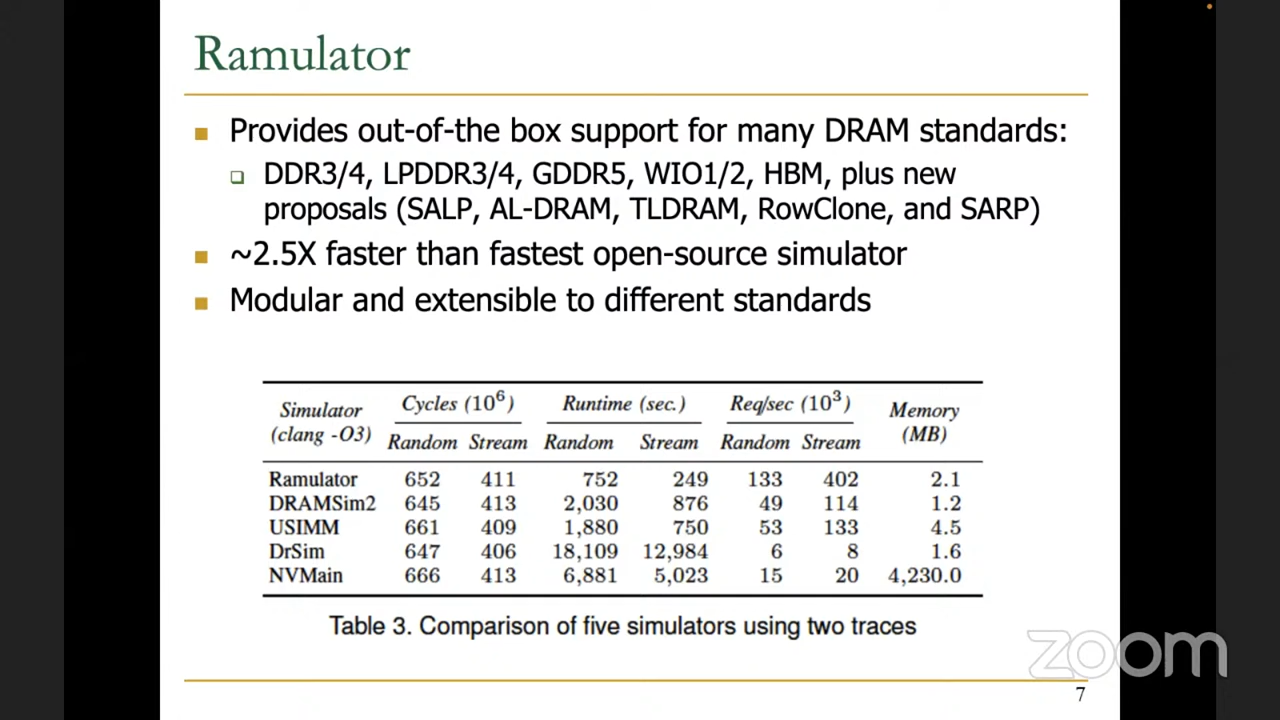 Ramulator
Provides out-of-the box support for many DRAM standards:
DDR3/4, LPDDR3/4, GDDR5, WIO1/2, HBM, plus new
proposals (SALP, AL-DRAM, TLDRAM, RowClone, and SARP)
~2.5X faster than fastest open-source simulator
Modular and extensible to different standards
Simulator (clang -O3) Cycles (10⁶) Runtime (sec.) Req/sec (10³) Memory (MB)
Random Stream Random Stream Random Stream
Ramulator 652 411 752 249 133 402 2.1
DRAMSim2 645 413 2,030 876 49 114 1.2
USIMM 661 409 1,880 750 53 133 4.5
DrSim 647 406 18,109 12,984 6 8 1.6
NVMain 666 413 6,881 5,023 15 20 4,230.0
Table 3. Comparison of five simulators using two traces
zoom
7